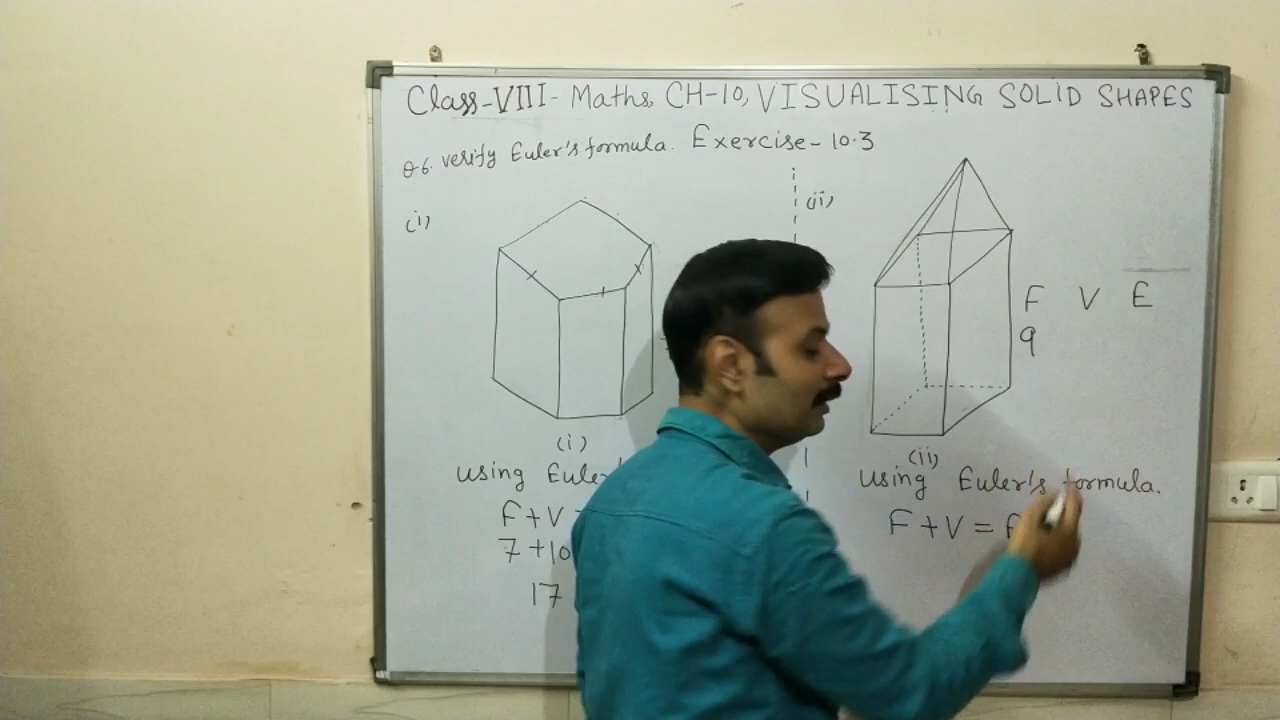 Class-VIII- Maths, CH-10, VISUALISING SOLID SHAPES
Q6. verify Euler's formula. Exercise-10.3
(i)
(i)
using
F+V
7+10
17
(ii)
F V E
9
(ii)
using Euler's formula.
F+V=